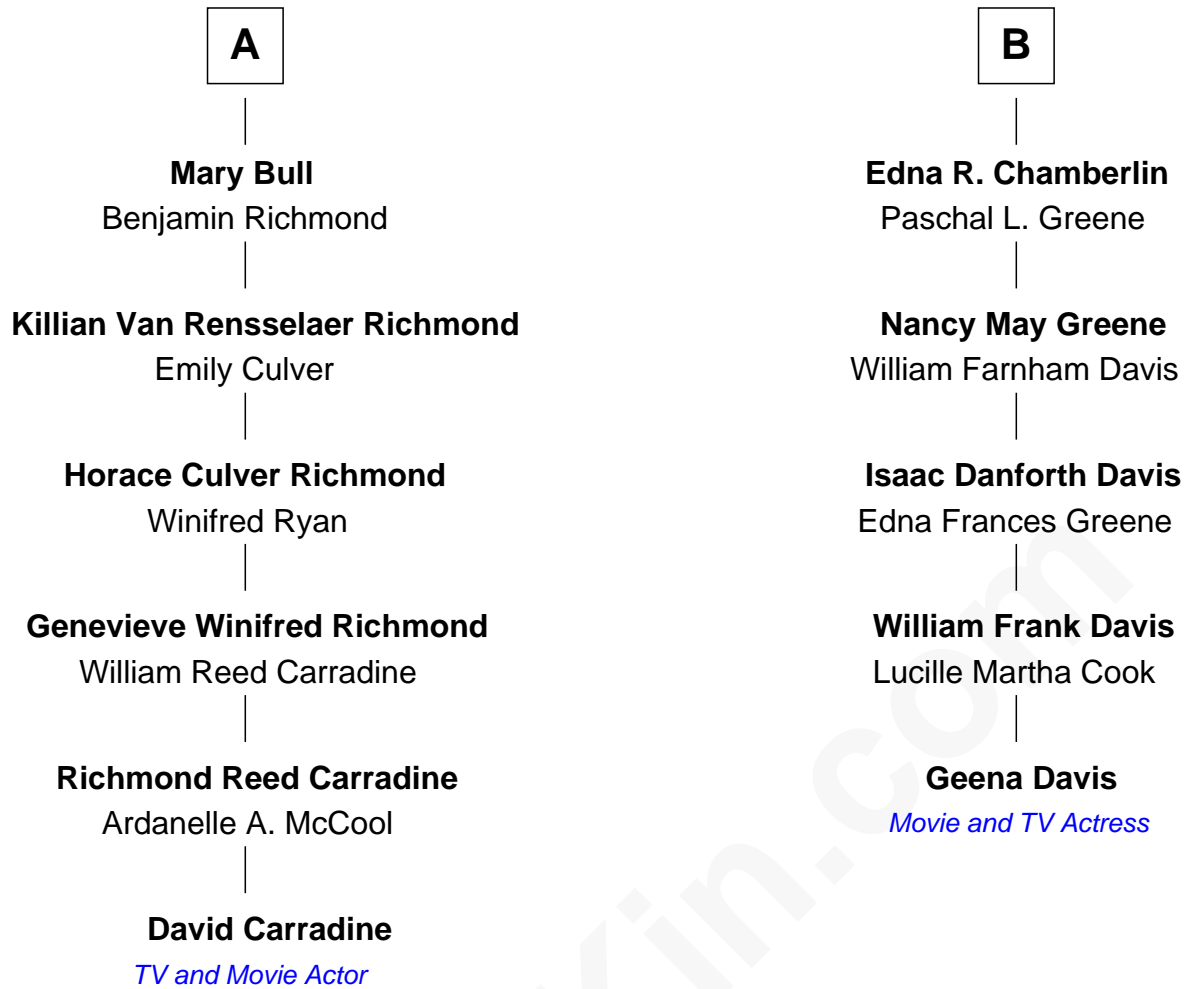 A
Mary Bull
Benjamin Richmond
Killian Van Rensselaer Richmond
Emily Culver
Horace Culver Richmond
Winifred Ryan
Genevieve Winifred Richmond
William Reed Carradine
Richmond Reed Carradine
Ardanelle A. McCool
David Carradine
TV and Movie Actor
B
Edna R. Chamberlin
Paschal L. Greene
Nancy May Greene
William Farnham Davis
Isaac Danforth Davis
Edna Frances Greene
William Frank Davis
Lucille Martha Cook
Geena Davis
Movie and TV Actress
Kin.com